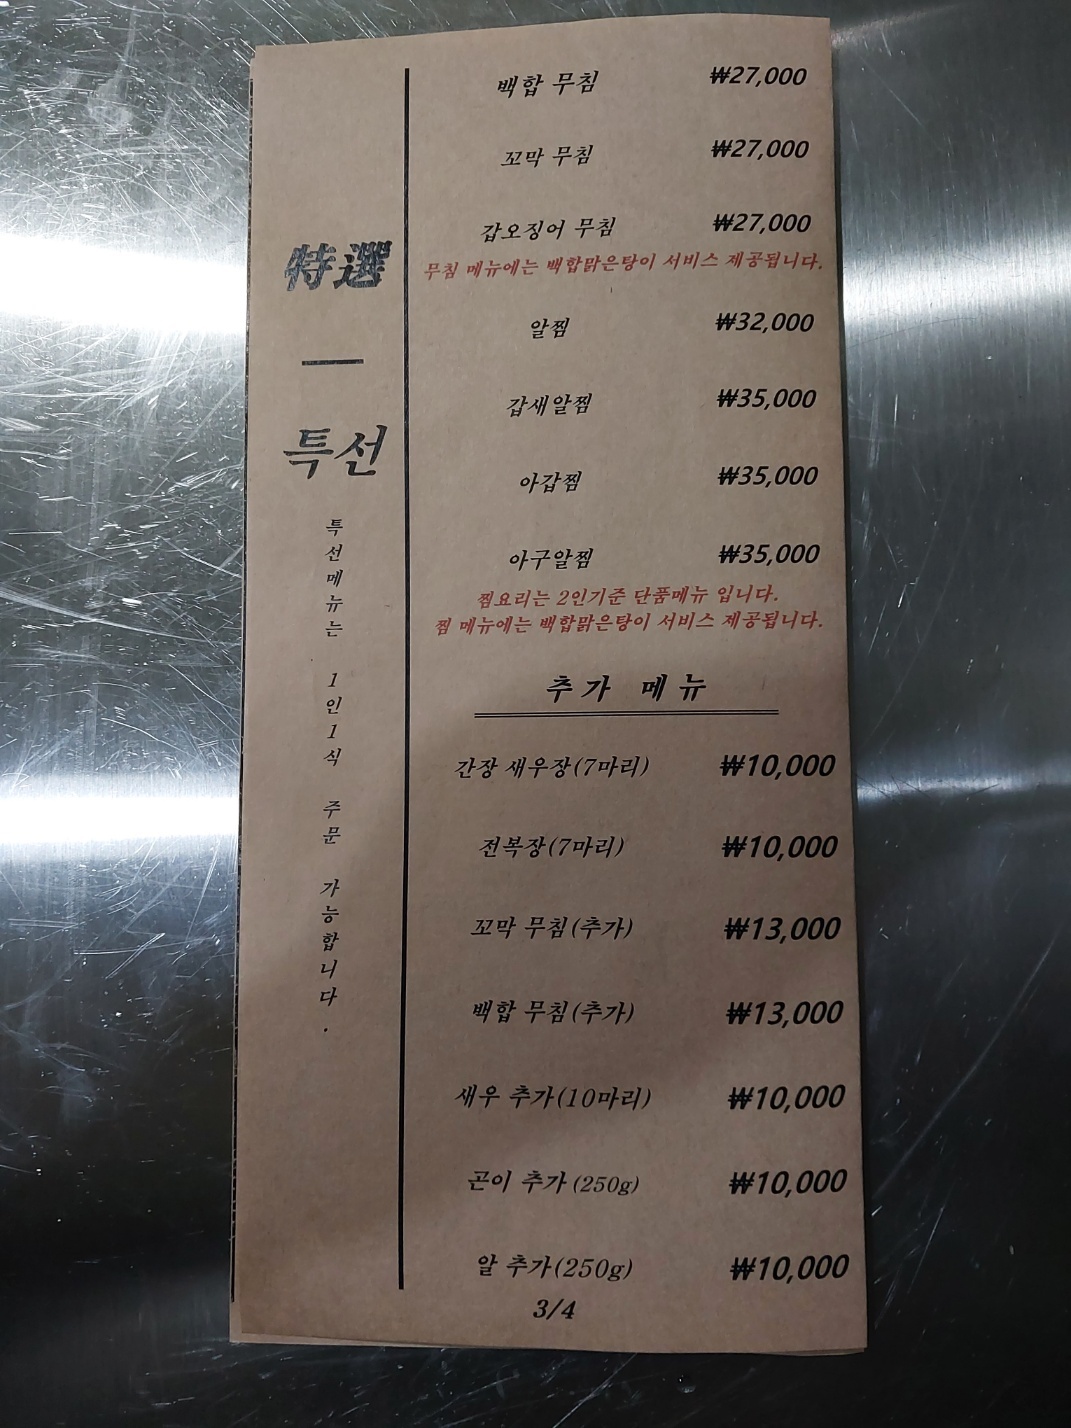 特選
특선
특선메뉴는 1인1식 주문 가능합니다.
백합 무침 ₩27,000
꼬막 무침 ₩27,000
갑오징어 무침 ₩27,000
무침 메뉴에는 백합맑은탕이 서비스 제공됩니다.
알찜 ₩32,000
갑새알찜 ₩35,000
아갑찜 ₩35,000
아구알찜 ₩35,000
찜요리는 2인기준 단품메뉴 입니다.
찜 메뉴에는 백합맑은탕이 서비스 제공됩니다.
추가 메뉴
간장 새우장(7마리) ₩10,000
전복장(7마리) ₩10,000
꼬막 무침(추가) ₩13,000
백합 무침(추가) ₩13,000
새우 추가(10마리) ₩10,000
곤이 추가(250g) ₩10,000
알 추가(250g) ₩10,000
3/4